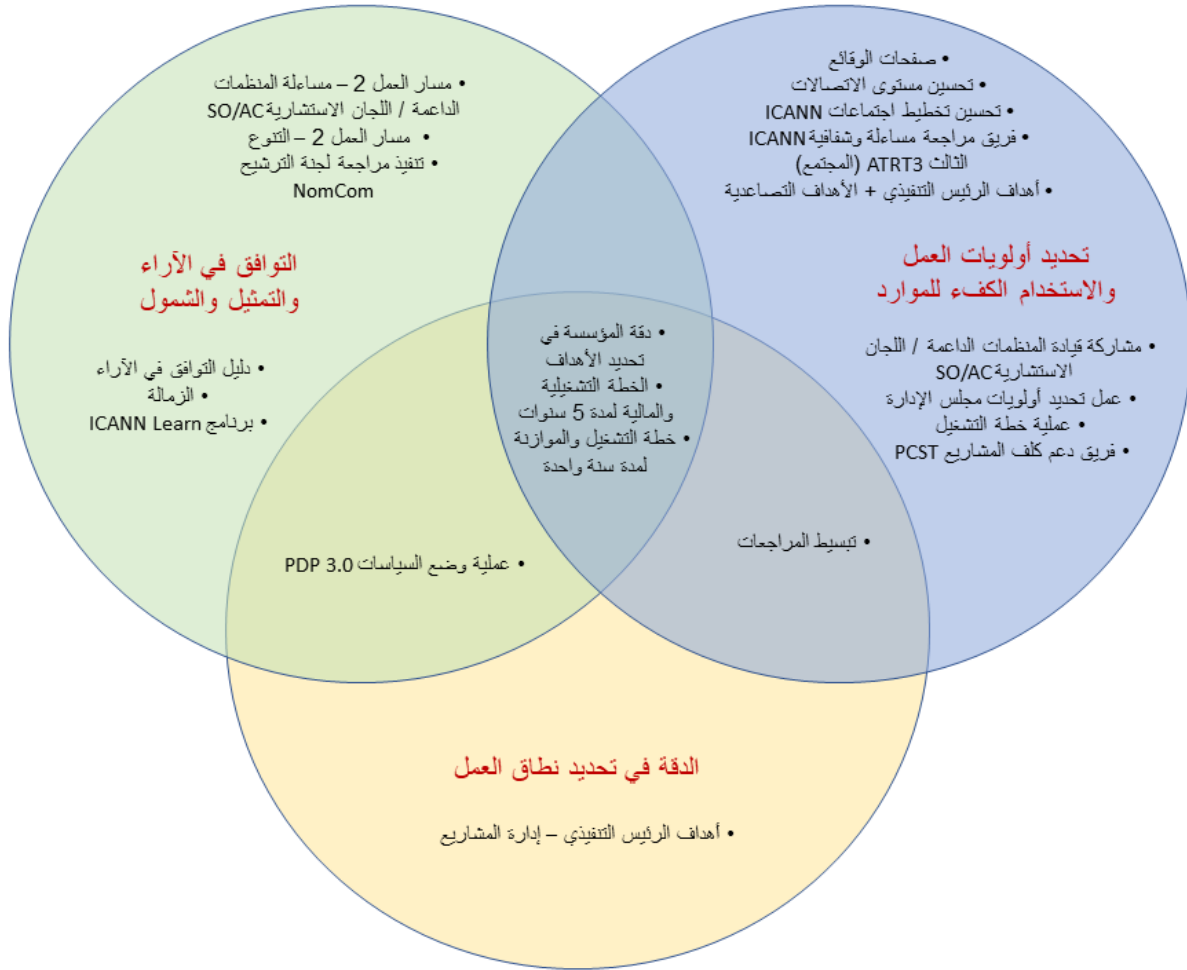 • صفحات الوقائع
• تحسين مستوى الاتصالات
• تحسين تخطيط اجتماعات ICANN
• فريق مراجعة مساءلة وشفافية ICANN
الثالث ATRT3 (المجتمع)
• أهداف الرئيس التنفيذي + الأهداف التصاعدية
تحديد أولويات العمل
والاستخدام الكفء للموارد
• مشاركة قيادة المنظمات الداعمة / اللجان
الاستشارية SO/AC
• عمل تحديد أولويات مجلس الإدارة
• عملية خطة التشغيل
• فريق دعم كلف المشاريع PCST
• مسار العمل 2 – مساءلة المنظمات
الداعمة / اللجان الاستشارية SO/AC
• مسار العمل 2 – التنوع
• تنفيذ مراجعة لجنة الترشيح
NomCom
التوافق في الآراء
والتمثيل والشمول
• دليل التوافق في الآراء
• الزمالة
• برنامج ICANN Learn
• دقة المؤسسة في
تحديد الأهداف
• الخطة التشغيلية
والمالية لمدة 5 سنوات
• خطة التشغيل والموازنة
لمدة سنة واحدة
• تبسيط المراجعات
• عملية وضع السياسات PDP 3.0
الدقة في تحديد نطاق العمل
• أهداف الرئيس التنفيذي – إدارة المشاريع